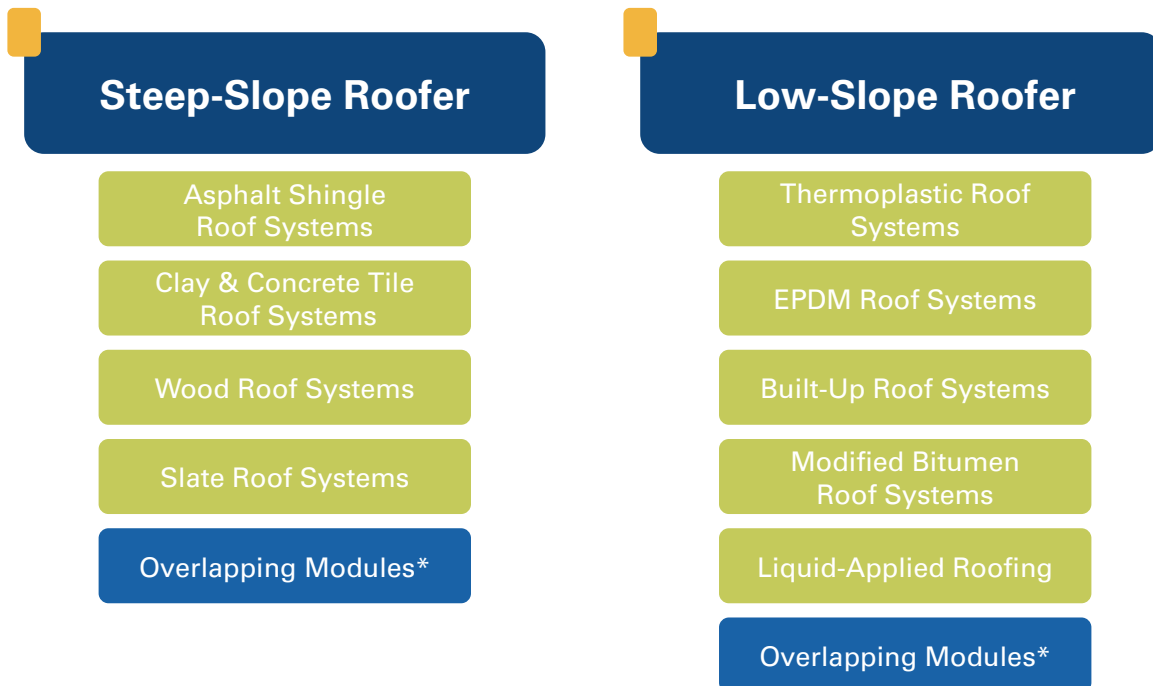 Steep-Slope Roofer
Asphalt Shingle
Roof Systems
Clay & Concrete Tile
Roof Systems
Wood Roof Systems
Slate Roof Systems
Overlapping Modules*
Low-Slope Roofer
Thermoplastic Roof
Systems
EPDM Roof Systems
Built-Up Roof Systems
Modified Bitumen
Roof Systems
Liquid-Applied Roofing
Overlapping Modules*